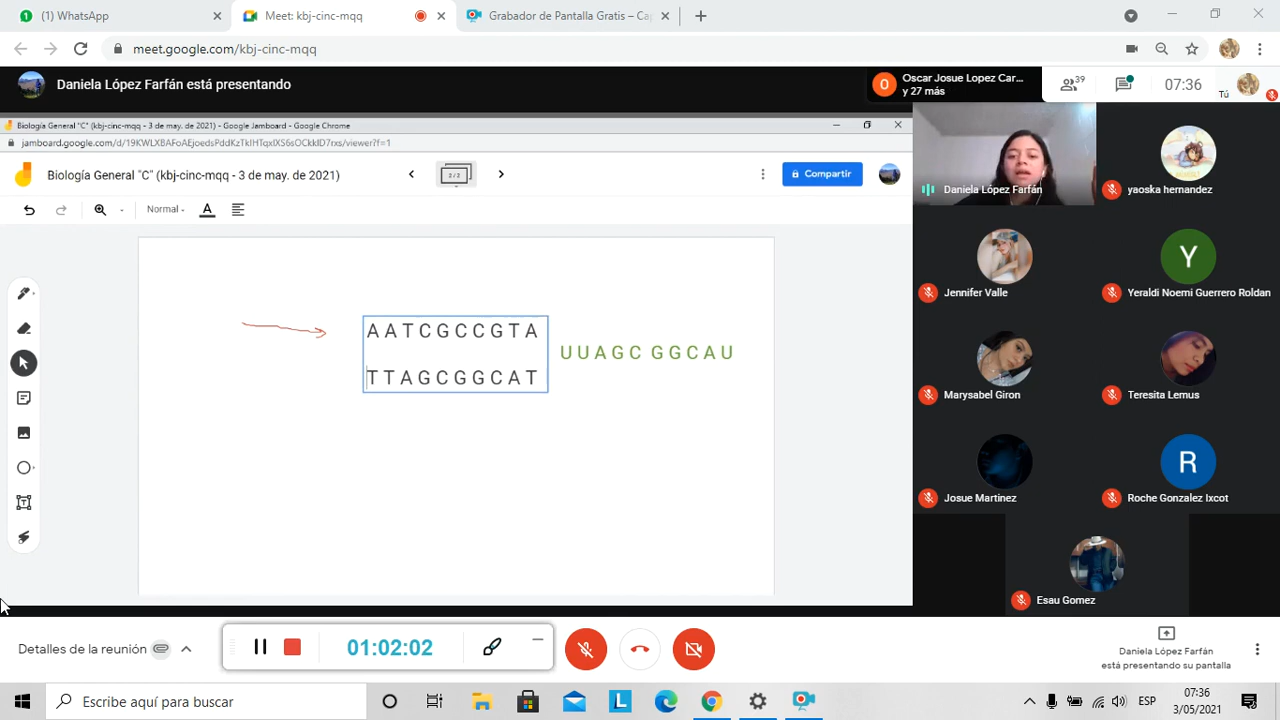 (1) WhatsApp
Meet: kbj-cinc-mqq
Grabador de Pantalla Gratis – Ca
meet.google.com/kbj-cinc-mqq
Daniela López Farfán está presentando
O
Oscar Josue Lopez Car...
y 27 más
39
07:36
Tú
Biología General "C" (kbj-cinc-mqq - 3 de may. de 2021) - Google Jamboard - Google Chrome
Biología General "C" (kbj-cinc-mqq - 3 de may. de 2021)
2 / 2
Compartir
Normal
A A T C G C C G T A
U U A G C G G C A U
T T A G C G G C A T
Daniela López Farfán
yaoska hernandez
Jennifer Valle
Y
Yeraldi Noemi Guerrero Roldan
Marysabel Giron
Teresita Lemus
Josue Martinez
R
Roche Gonzalez Ixcot
Esau Gomez
Detalles de la reunión
01:02:02
Daniela López Farfán
está presentando su pantalla
Escribe aquí para buscar
L
ESP
07:36
3/05/2021